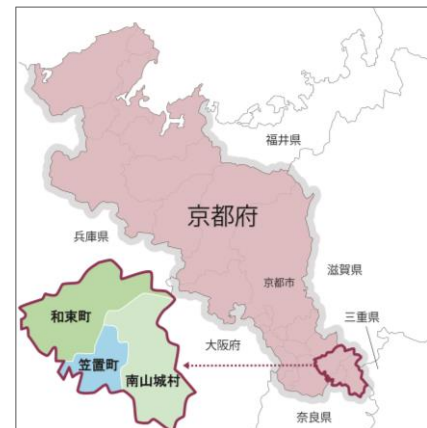 福井県
京都府
兵庫県
滋賀県
京都市
三重県
和束町
大阪府
笠置町
南山城村
奈良県